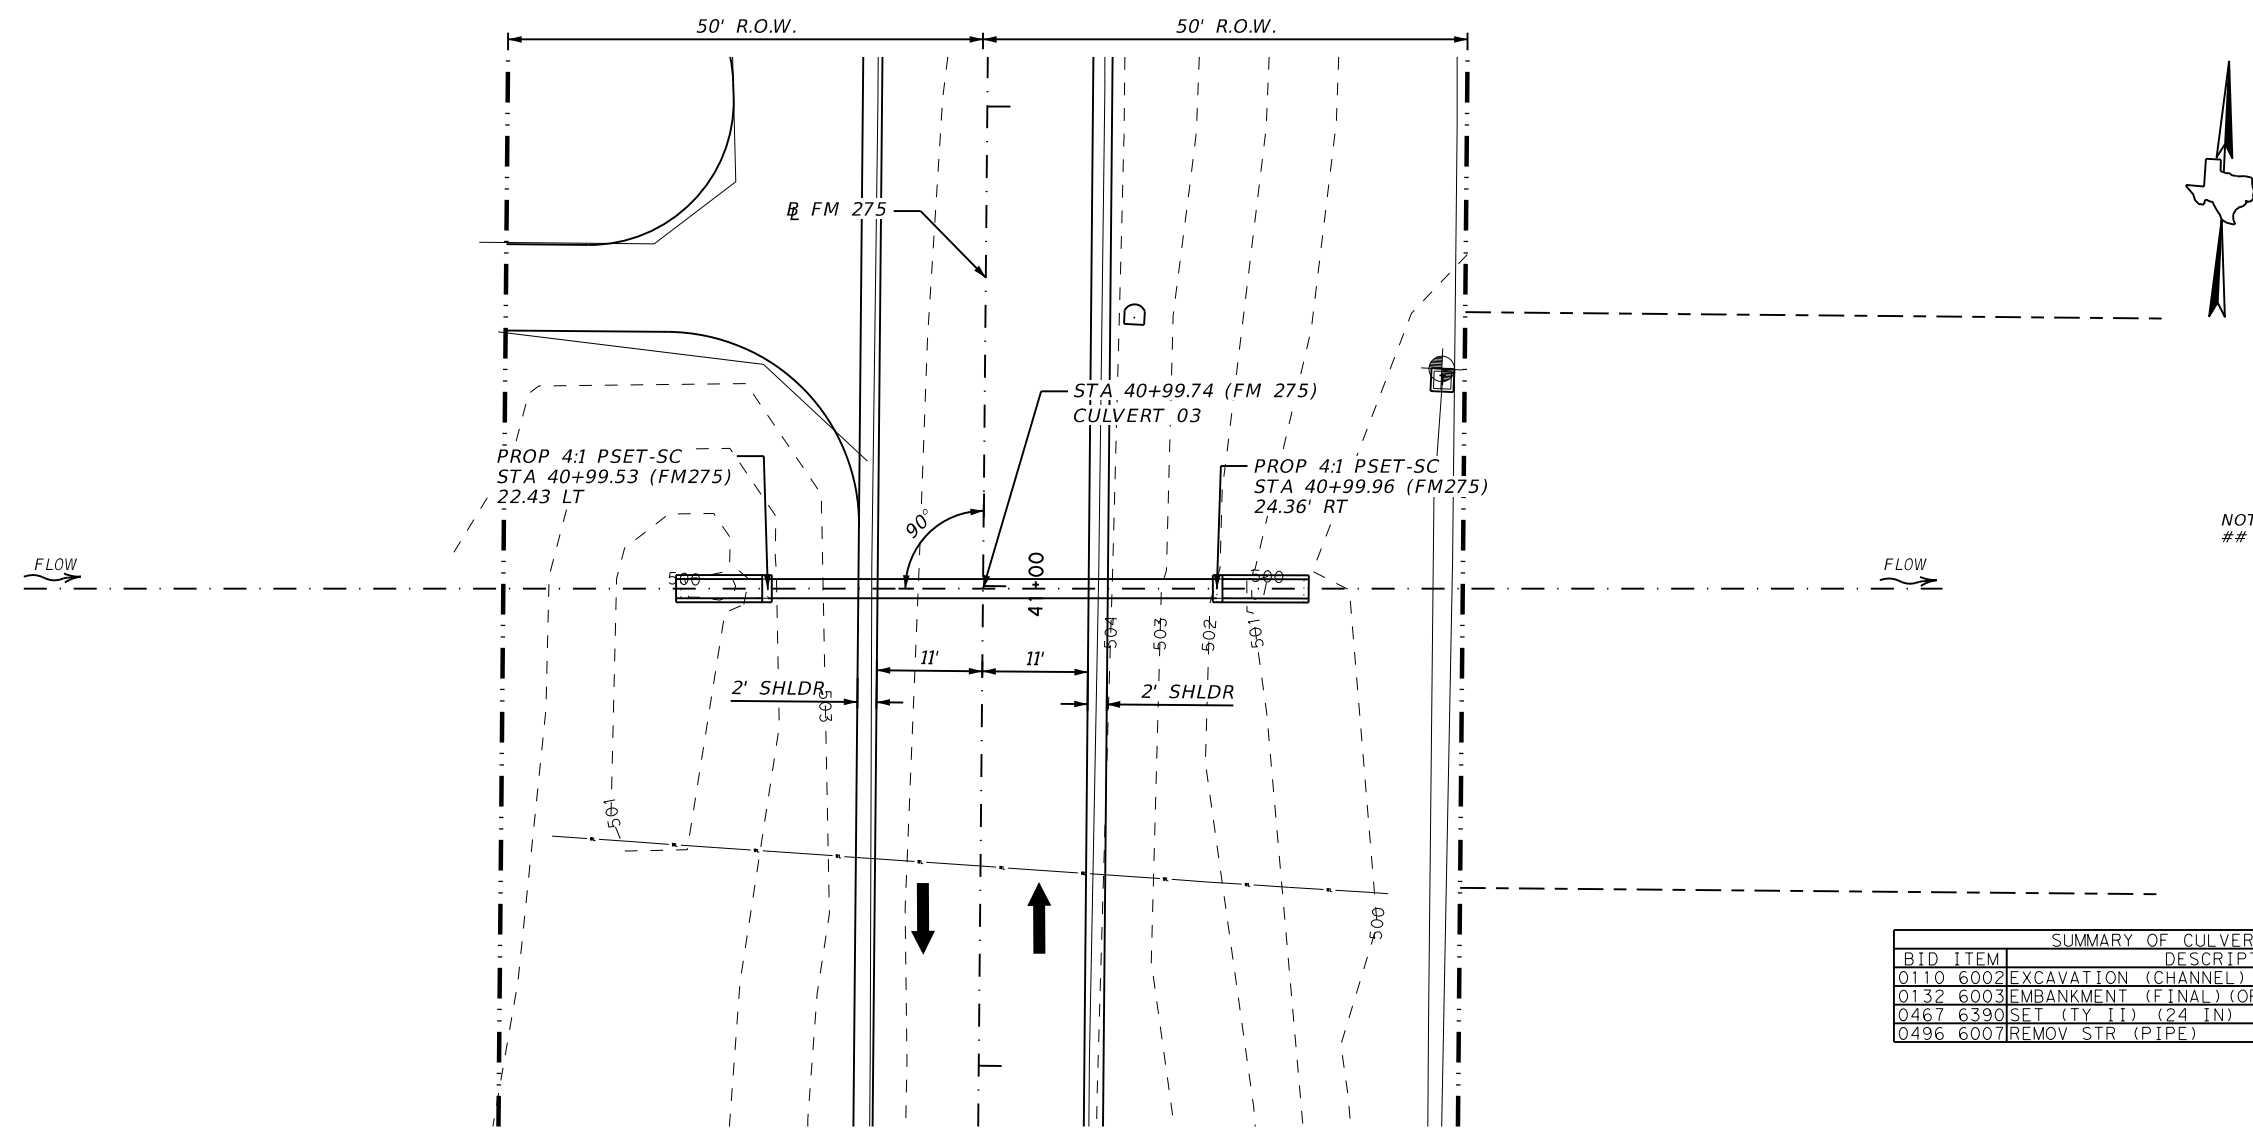 50' R.O.W.
50' R.O.W.
BL FM 275
D
STA 40+99.74 (FM 275)
CULVERT 03
PROP 4:1 PSET-SC
STA 40+99.53 (FM275)
22.43 LT
PROP 4:1 PSET-SC
STA 40+99.96 (FM275)
24.36' RT
90°
NOT
##
FLOW
FLOW
500
500
41+00
504
503
502
501
11'
11'
2' SHLDR
2' SHLDR
503
501
500
SUMMARY OF CULVER
BID ITEM DESCRIPT
0110 6002 EXCAVATION (CHANNEL)
0132 6003 EMBANKMENT (FINAL)(OR
0467 6390 SET (TY II) (24 IN)
0496 6007 REMOV STR (PIPE)